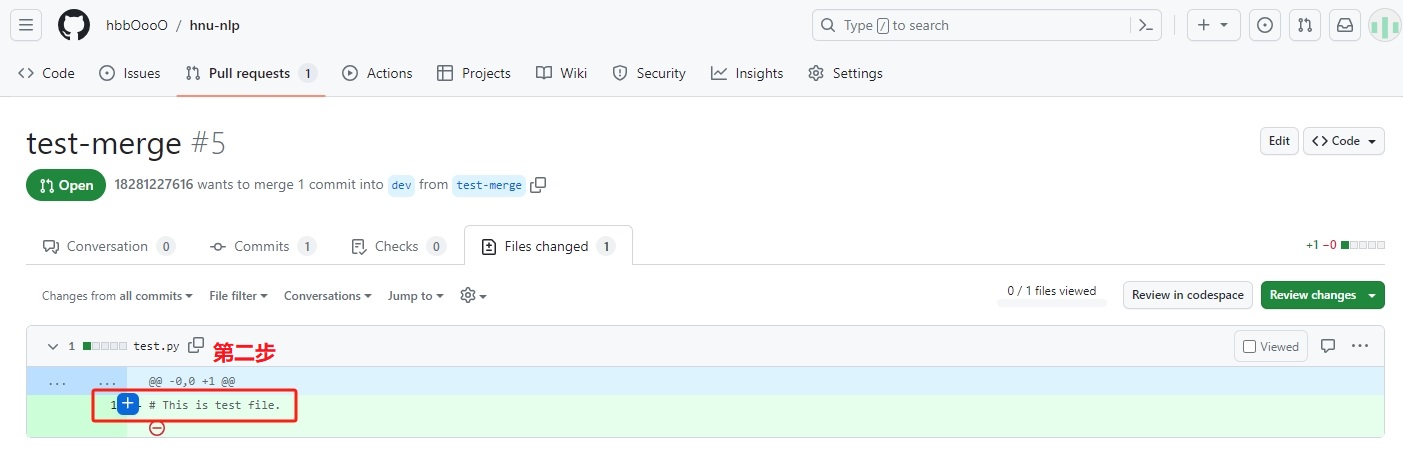 hbbOooO / hnu-nlp
Type / to search
Code Issues Pull requests 1 Actions Projects Wiki Security Insights Settings
test-merge #5
Edit <> Code
Open 18281227616 wants to merge 1 commit into dev from test-merge
Conversation 0 Commits 1 Checks 0 Files changed 1
+1 −0
Changes from all commits File filter Conversations Jump to
0 / 1 files viewed Review in codespace Review changes
1 test.py 第二步 Viewed
... ... @@ -0,0 +1 @@
1 + # This is test file.